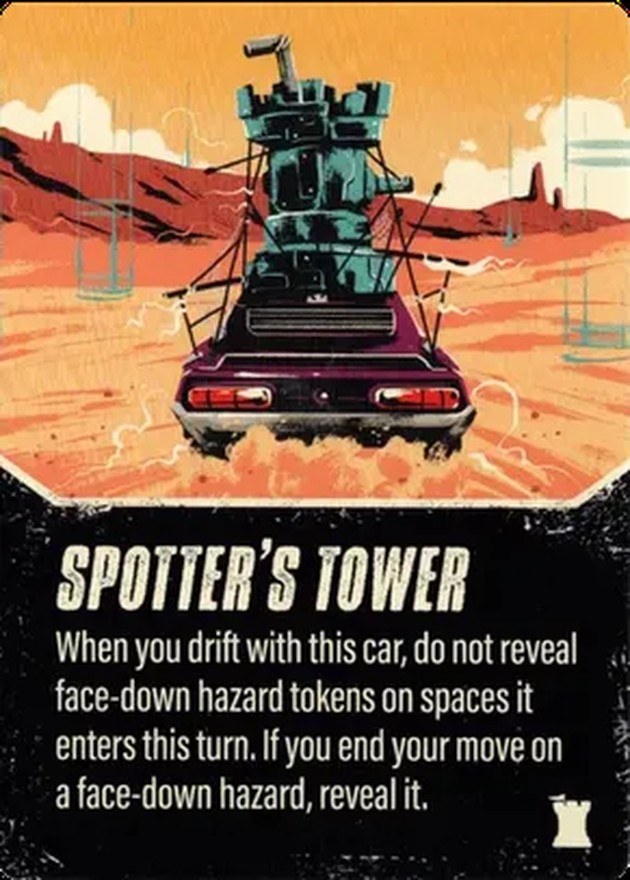 SPOTTER'S TOWER
When you drift with this car, do not reveal
face-down hazard tokens on spaces it
enters this turn. If you end your move on
a face-down hazard, reveal it.